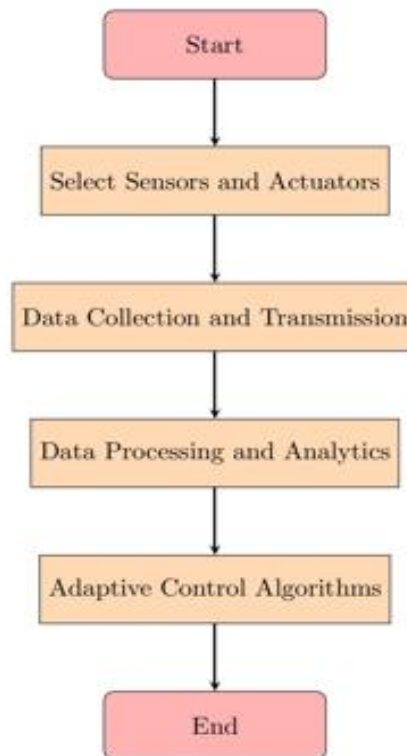 Start
Select Sensors and Actuators
Data Collection and Transmission
Data Processing and Analytics
Adaptive Control Algorithms
End